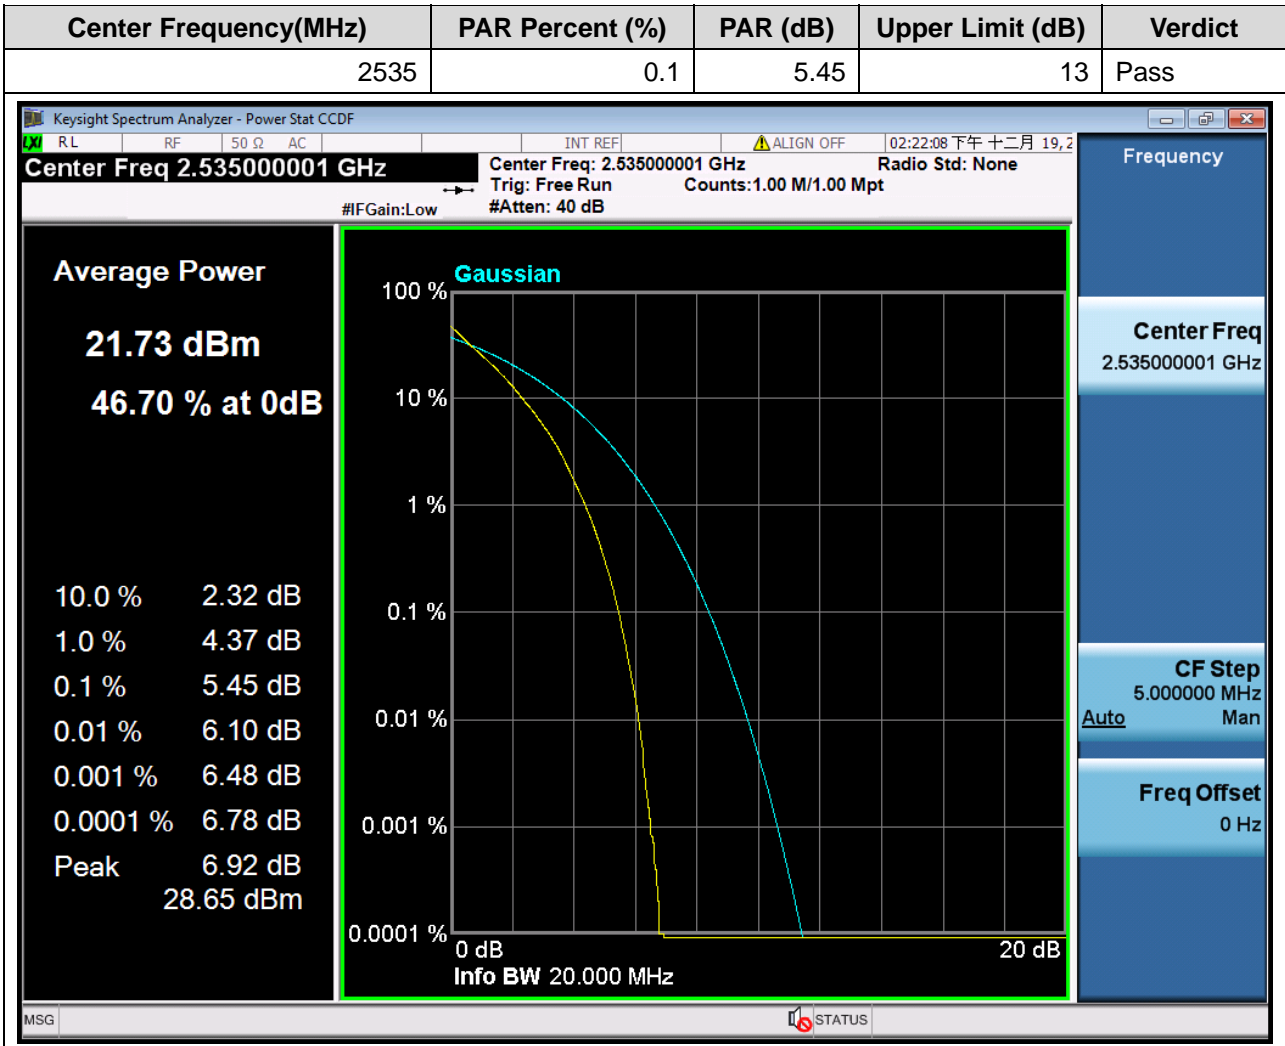 Center Frequency(MHz) PAR Percent (%) PAR (dB) Upper Limit (dB) Verdict
2535 0.1 5.45 13 Pass
Keysight Spectrum Analyzer - Power Stat CCDF
LXI RL RF 50 Ω AC INT REF ALIGN OFF 02:22:08 下午 十二月 19, 2
Center Freq 2.535000001 GHz
Center Freq: 2.535000001 GHz Radio Std: None
Trig: Free Run Counts:1.00 M/1.00 Mpt
#IFGain:Low #Atten: 40 dB
Frequency
Average Power
21.73 dBm
46.70 % at 0dB
10.0 % 2.32 dB
1.0 % 4.37 dB
0.1 % 5.45 dB
0.01 % 6.10 dB
0.001 % 6.48 dB
0.0001 % 6.78 dB
Peak 6.92 dB
28.65 dBm
Gaussian
100 %
10 %
1 %
0.1 %
0.01 %
0.001 %
0.0001 %
0 dB 20 dB
Info BW 20.000 MHz
Center Freq
2.535000001 GHz
CF Step
5.000000 MHz
Auto Man
Freq Offset
0 Hz
MSG STATUS